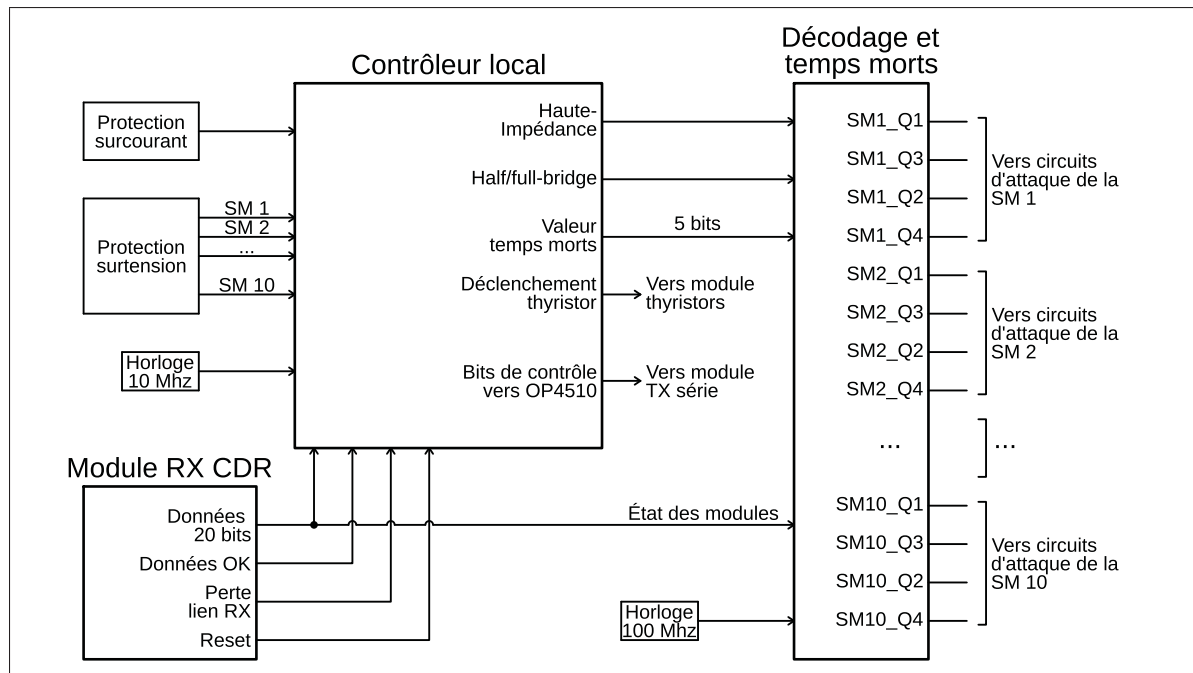 Contrôleur local
Décodage et
temps morts
Protection
surcourant
Haute-
Impédance
Half/full-bridge
Valeur
temps morts
5 bits
Déclenchement
thyristor
Vers module
thyristors
Bits de contrôle
vers OP4510
Vers module
TX série
Protection
surtension
SM 1
SM 2
...
SM 10
Horloge
10 Mhz
Module RX CDR
Données
20 bits
Données OK
Perte
lien RX
Reset
État des modules
Horloge
100 Mhz
SM1_Q1
SM1_Q3
SM1_Q2
SM1_Q4
Vers circuits
d'attaque de la
SM 1
SM2_Q1
SM2_Q3
SM2_Q2
SM2_Q4
Vers circuits
d'attaque de la
SM 2
...
...
SM10_Q1
SM10_Q3
SM10_Q2
SM10_Q4
Vers circuits
d'attaque de la
SM 10